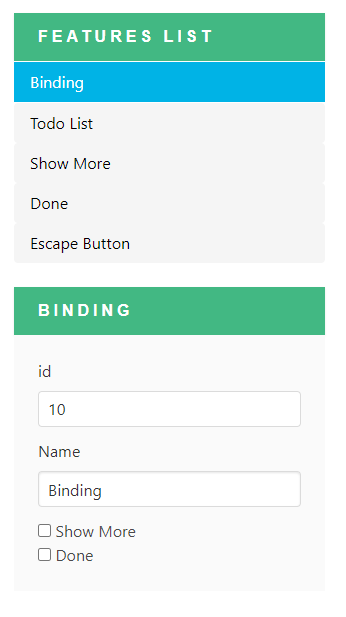 FEATURES LIST
Binding
Todo List
Show More
Done
Escape Button
BINDING
id
10
Name
Binding
Show More
Done